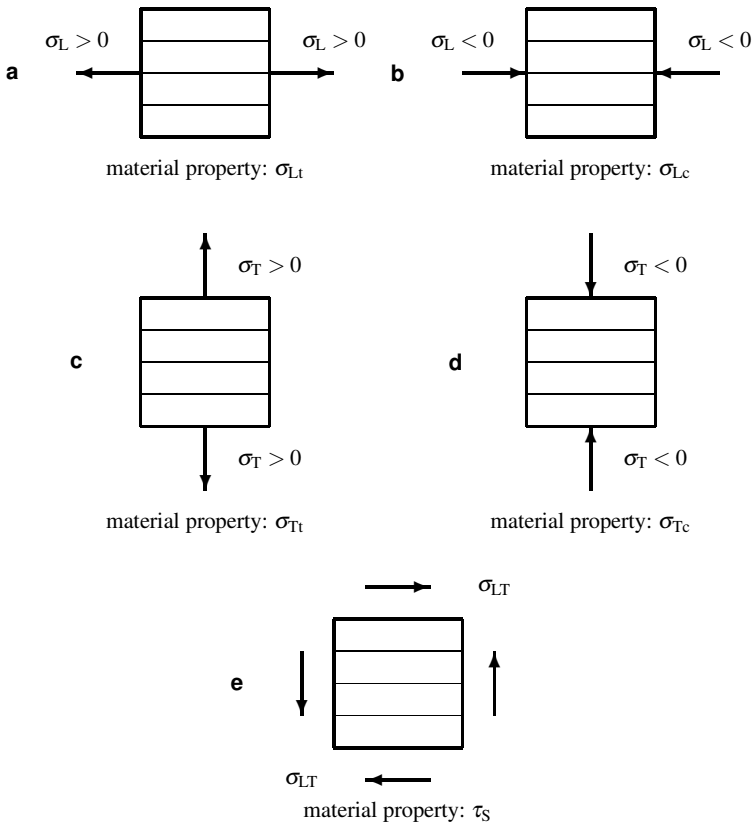 σL > 0 σL > 0 σL < 0 σL < 0
a b
material property: σLt material property: σLc
σT > 0 σT < 0
c d
σT > 0 σT < 0
material property: σTt material property: σTc
σLT
e
σLT
material property: τS